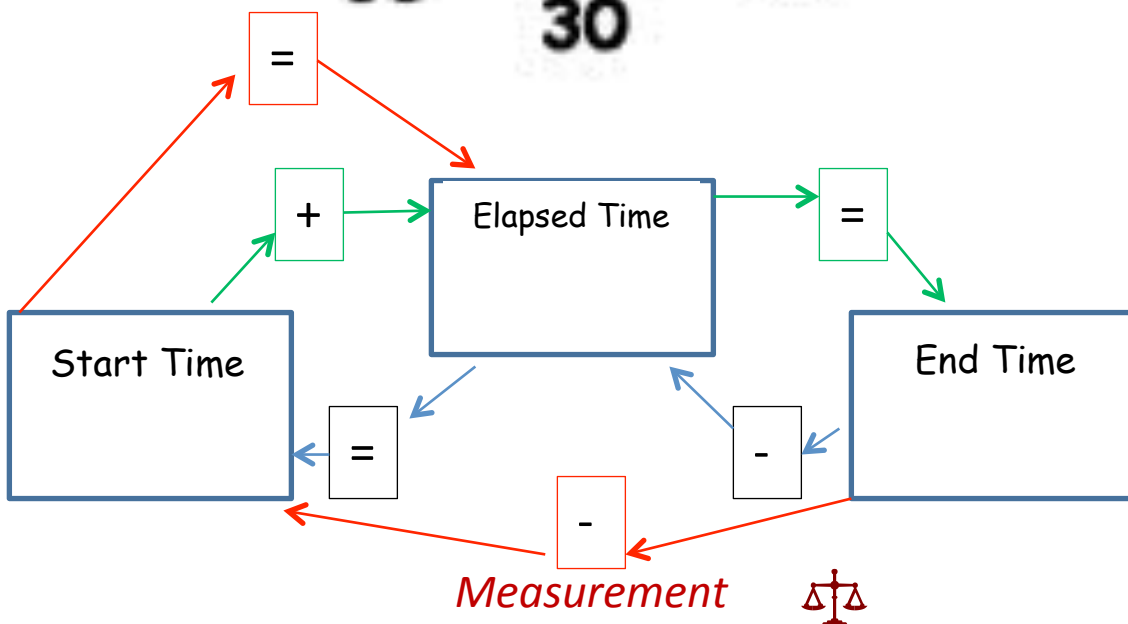 30
=
+
Elapsed Time
=
Start Time
End Time
=
-
-
Measurement